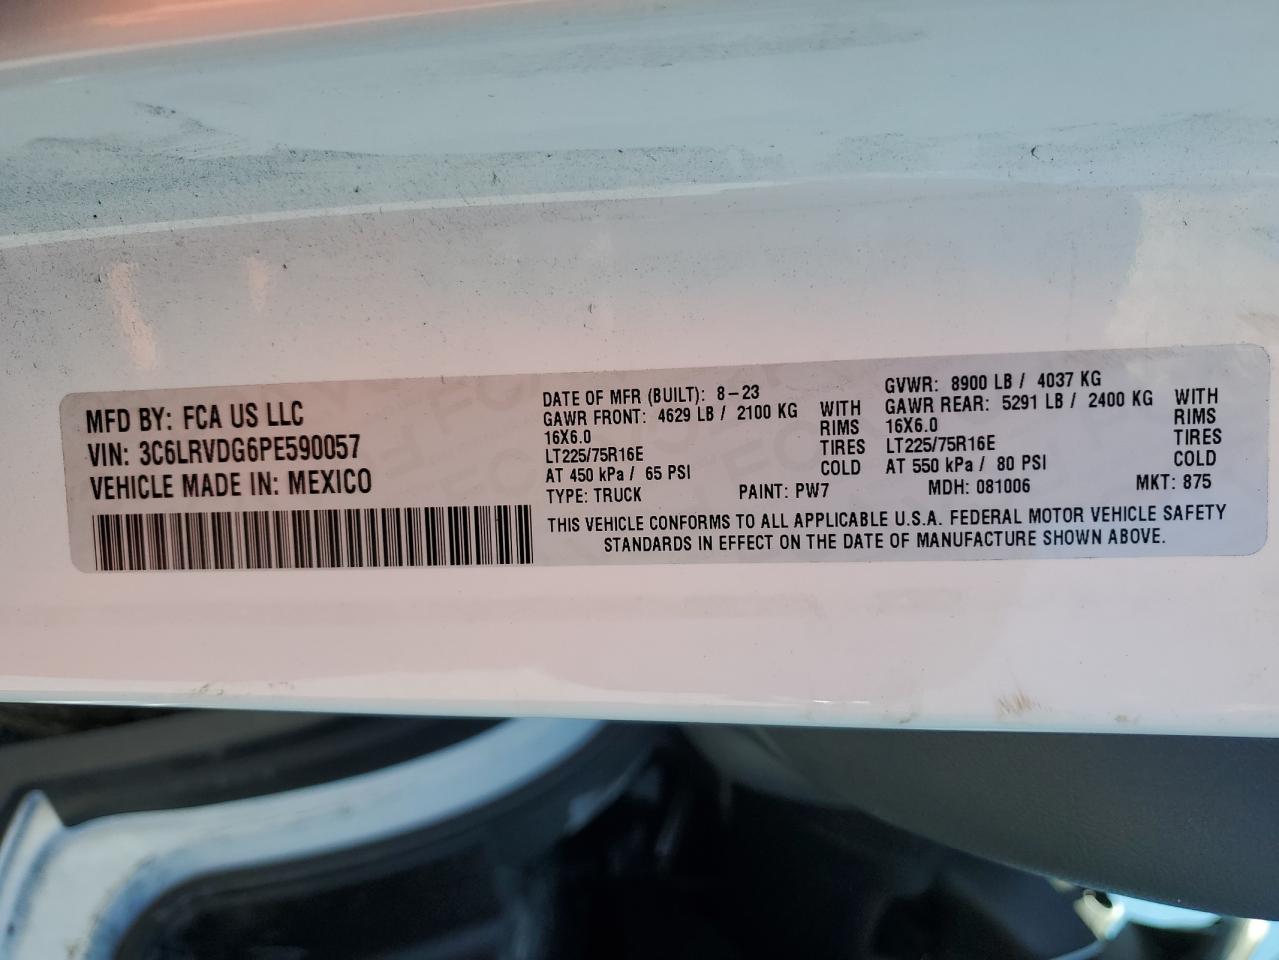 MFD BY: FCA US LLC
VIN: 3C6LRVDG6PE590057
VEHICLE MADE IN: MEXICO
DATE OF MFR (BUILT): 8-23
GAWR FRONT: 4629 LB / 2100 KG WITH
16X6.0 RIMS
LT225/75R16E TIRES
AT 450 kPa / 65 PSI COLD
GVWR: 8900 LB / 4037 KG
GAWR REAR: 5291 LB / 2400 KG WITH
16X6.0 RIMS
LT225/75R16E TIRES
AT 550 kPa / 80 PSI COLD
TYPE: TRUCK PAINT: PW7 MDH: 081006 MKT: 875
THIS VEHICLE CONFORMS TO ALL APPLICABLE U.S.A. FEDERAL MOTOR VEHICLE SAFETY
STANDARDS IN EFFECT ON THE DATE OF MANUFACTURE SHOWN ABOVE.